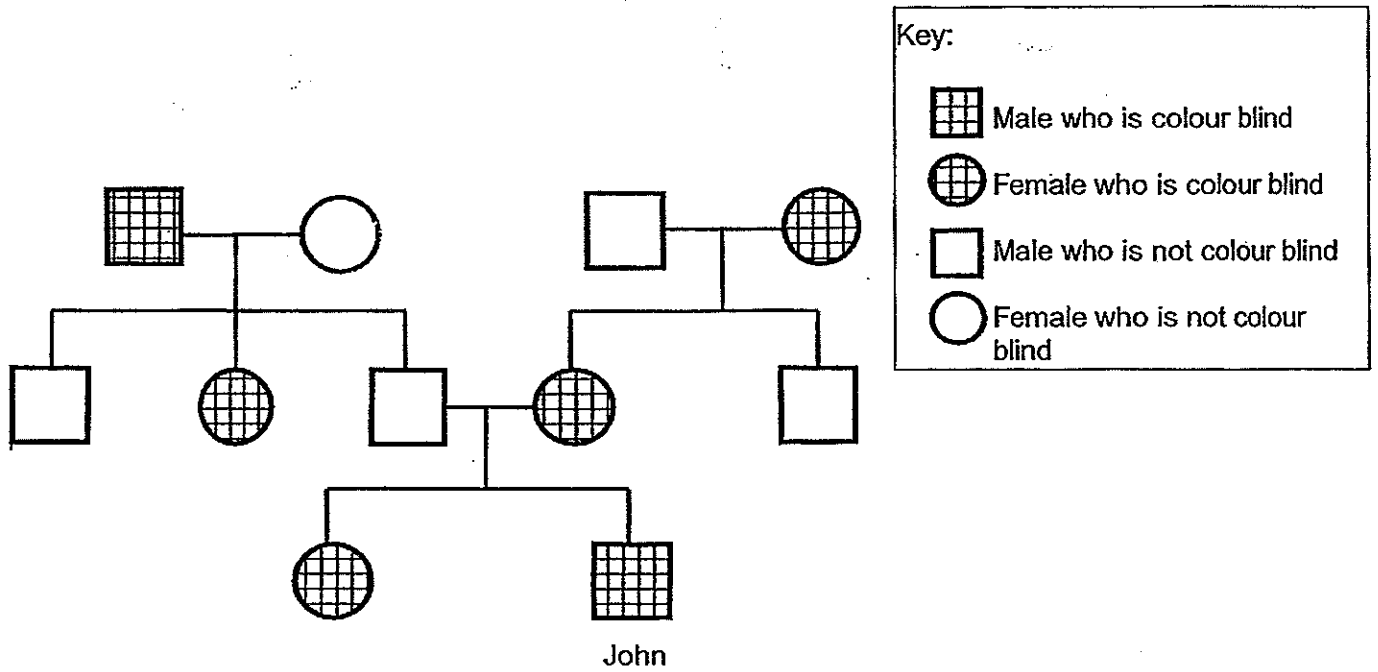 Key:
Male who is colour blind
Female who is colour blind
Male who is not colour blind
Female who is not colour
blind
John